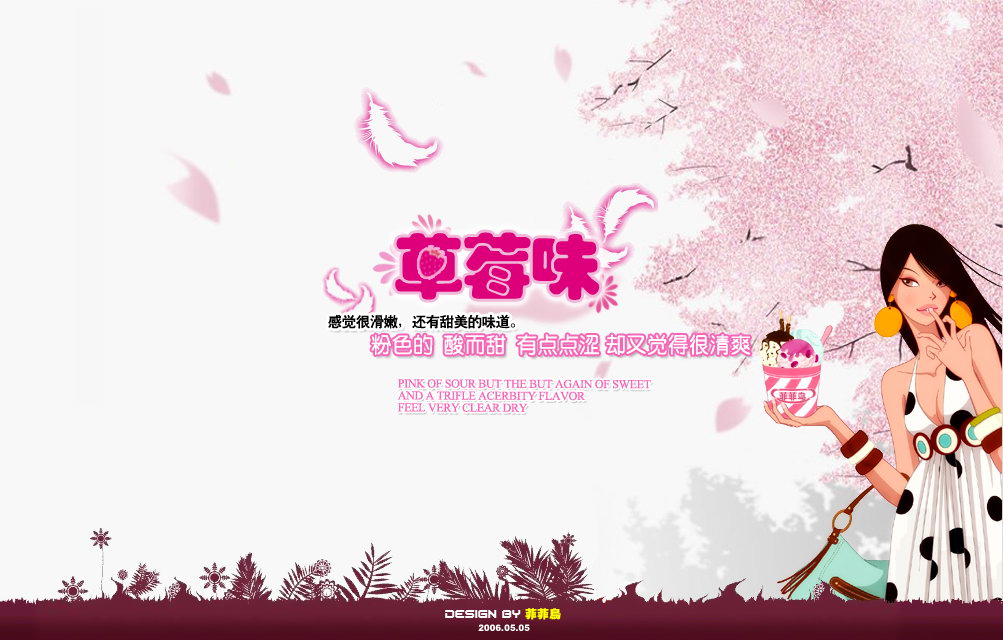 草莓味
感觉很滑嫩，还有甜美的味道。
粉色的 酸而甜 有点点涩 却又觉得很清爽
PINK OF SOUR BUT THE BUT AGAIN OF SWEET
AND A TRIFLE ACERBITY FLAVOR
FEEL VERY CLEAR DRY
菲菲鸟
DESIGN BY 菲菲鸟
2006.05.05